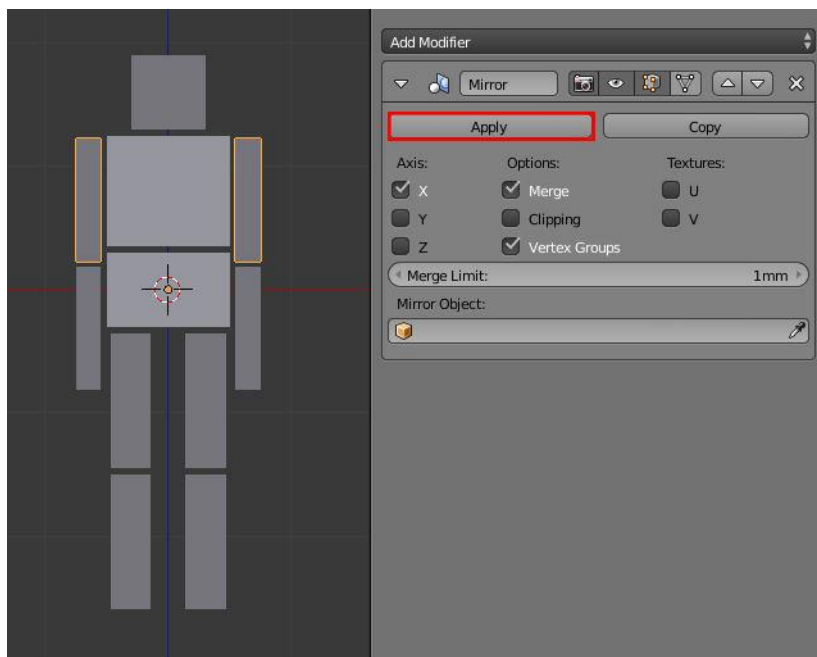 Add Modifier
Mirror
Apply Copy
Axis: Options: Textures:
X Merge U
Y Clipping V
Z Vertex Groups
Merge Limit: 1mm
Mirror Object: